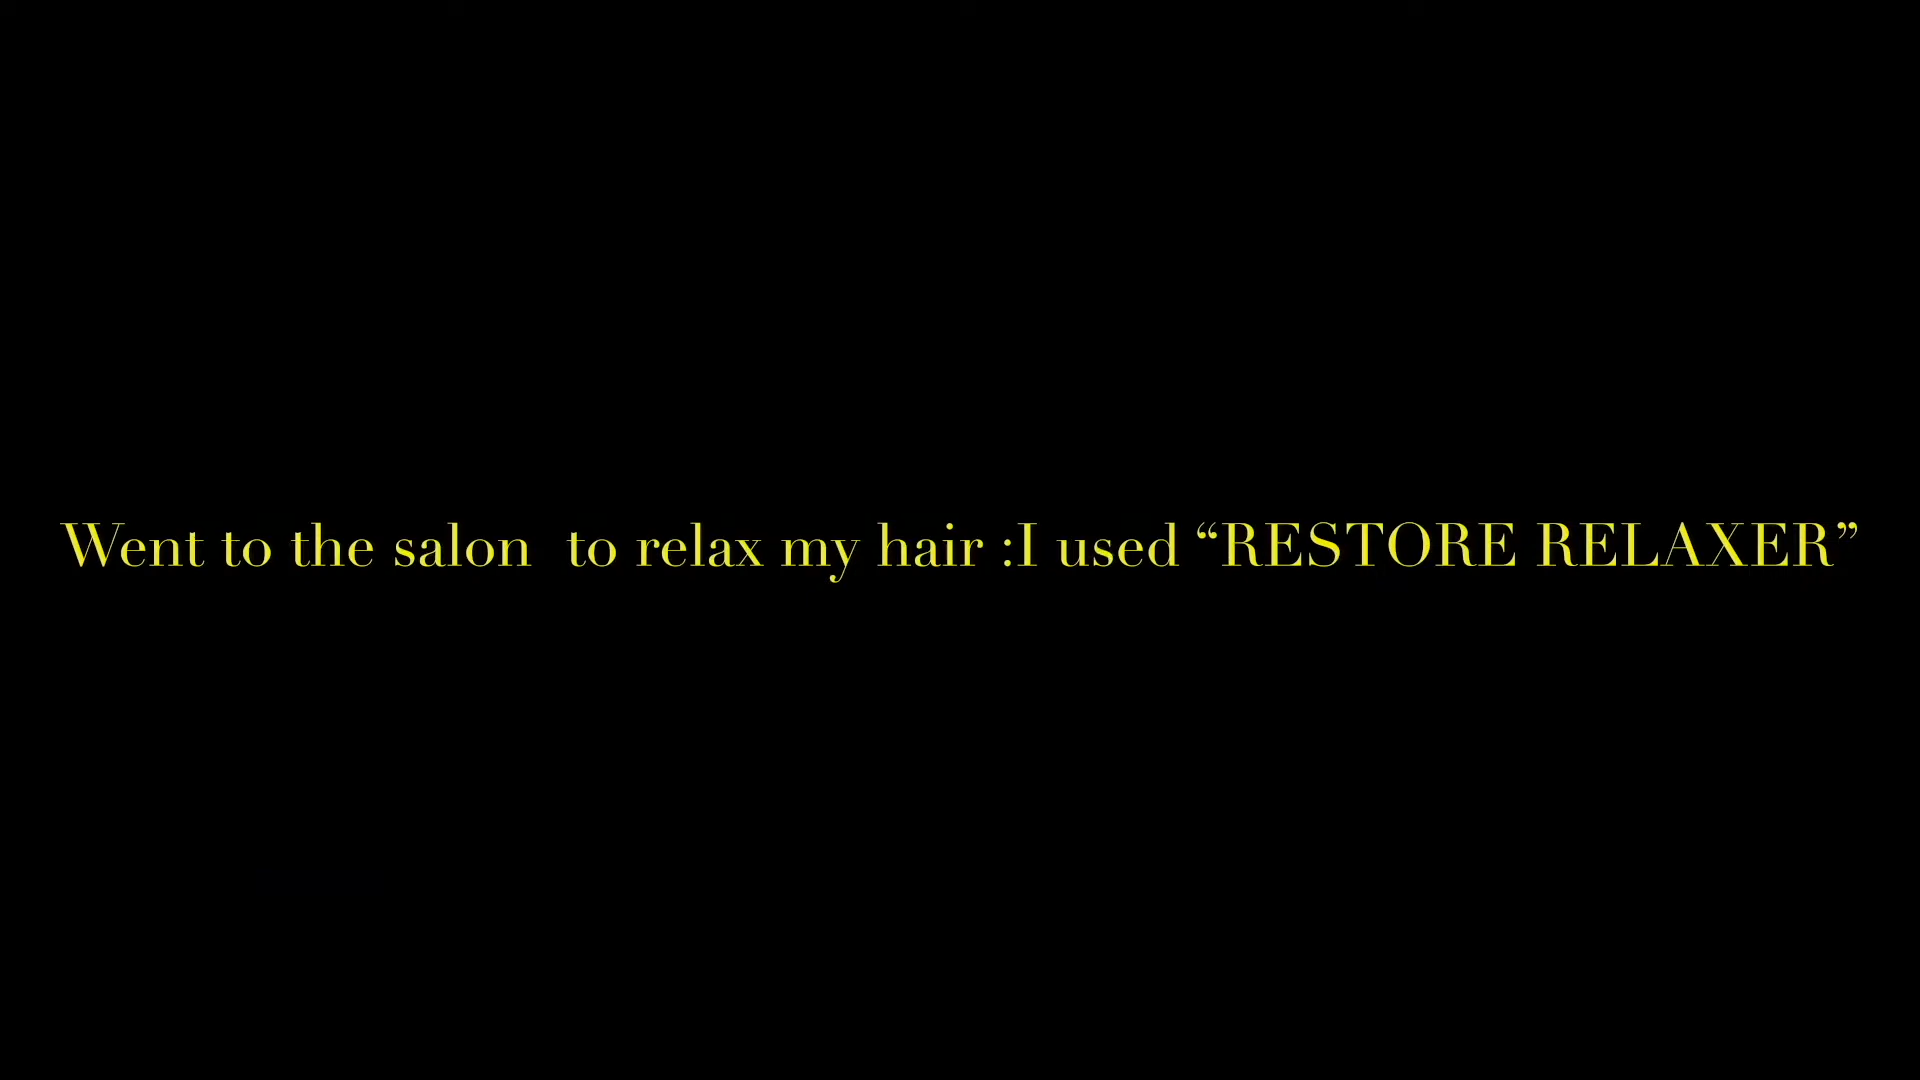 Went to the salon  to relax my hair :I used “RESTORE RELAXER”